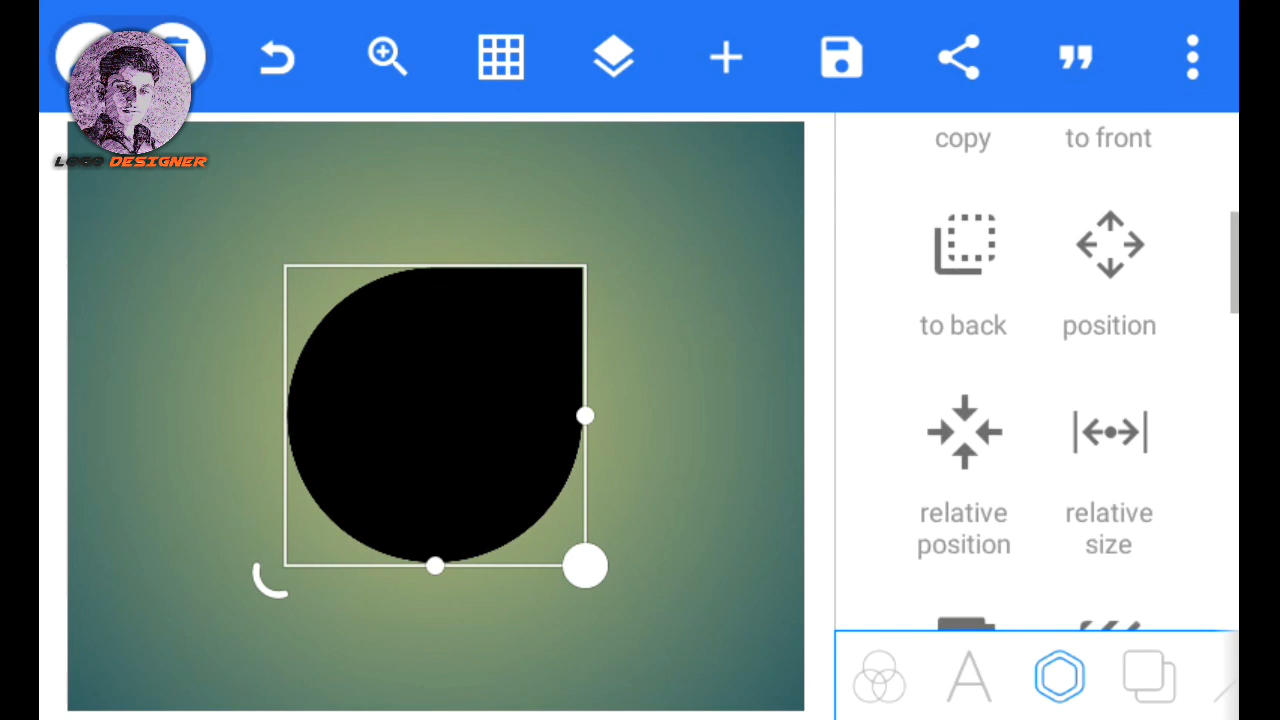 LOGO DESIGNER
copy
to front
to back
position
relative
position
relative
size